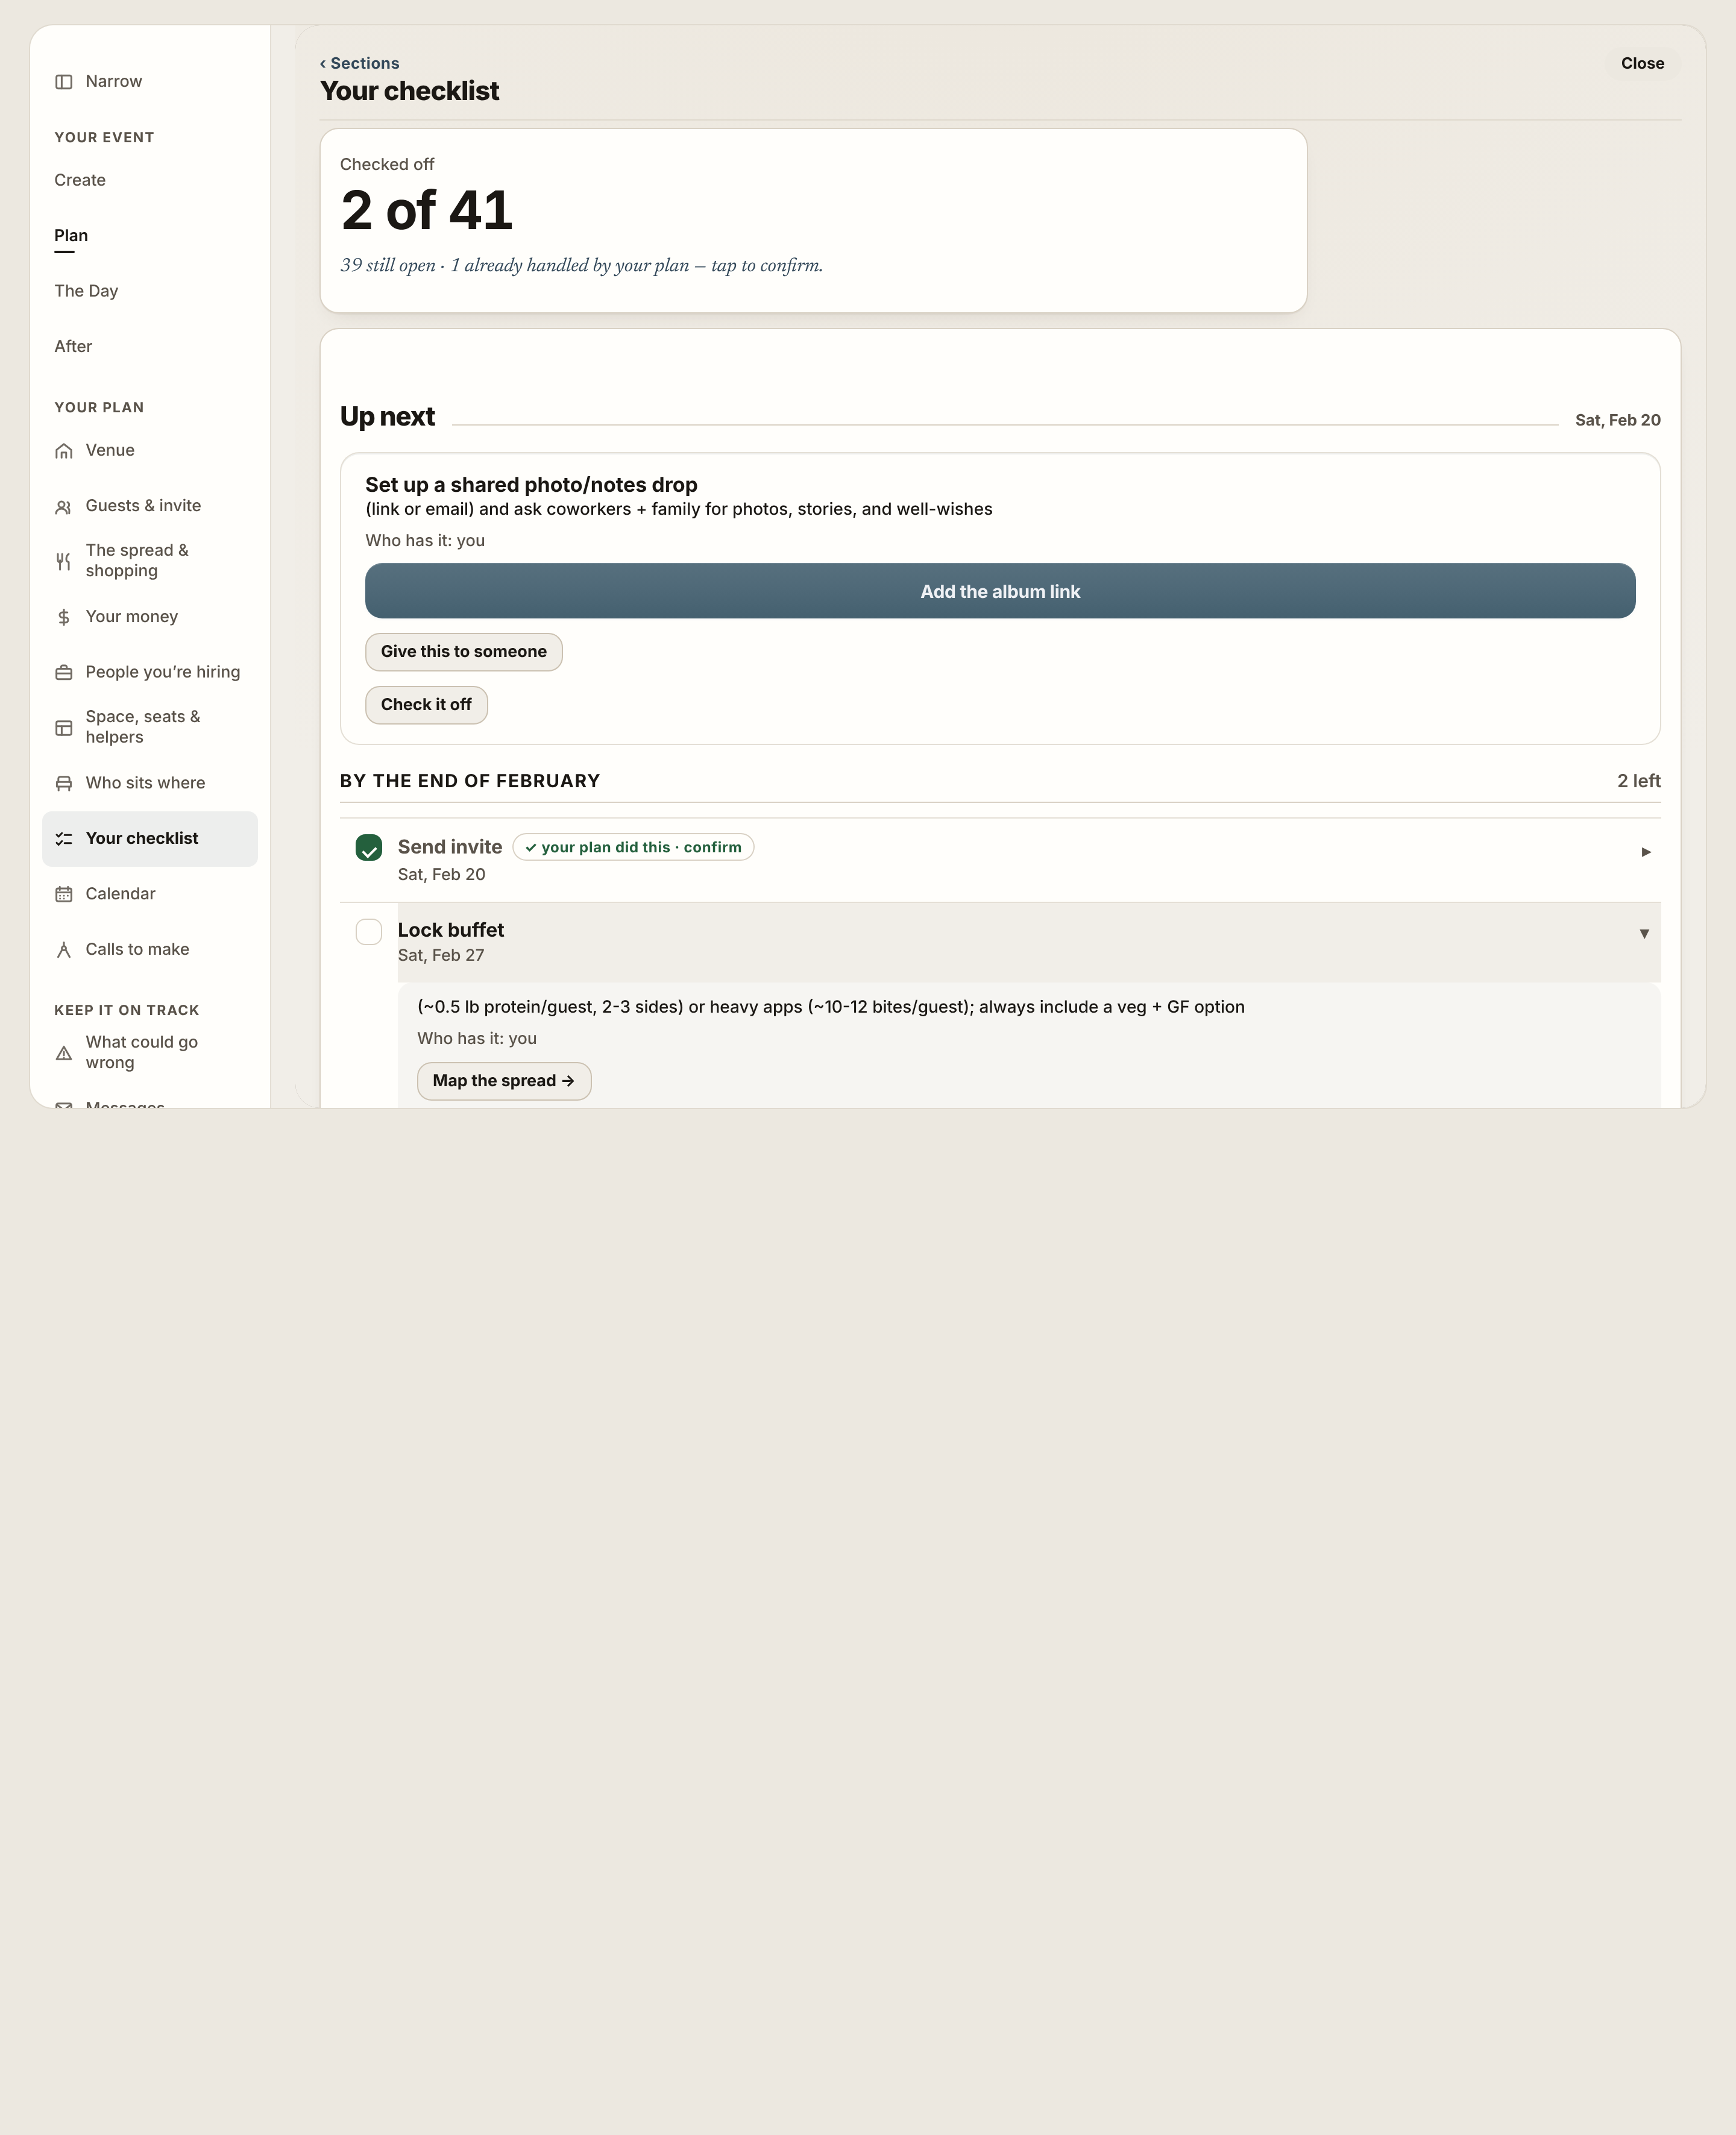 Narrow
YOUR EVENT
Create
Plan
The Day
After
YOUR PLAN
Venue
Guests & invite
The spread &
shopping
Your money
People you’re hiring
Space, seats &
helpers
Who sits where
Your checklist
Calendar
Calls to make
KEEP IT ON TRACK
What could go
wrong
Messages
‹ Sections
Close
Your checklist
Checked off
2 of 41
39 still open · 1 already handled by your plan – tap to confirm.
Up next
Sat, Feb 20
Set up a shared photo/notes drop
(link or email) and ask coworkers + family for photos, stories, and well-wishes
Who has it: you
Add the album link
Give this to someone
Check it off
BY THE END OF FEBRUARY
2 left
Send invite ✓ your plan did this · confirm
Sat, Feb 20
Lock buffet
Sat, Feb 27
(~0.5 lb protein/guest, 2-3 sides) or heavy apps (~10-12 bites/guest); always include a veg + GF option
Who has it: you
Map the spread →